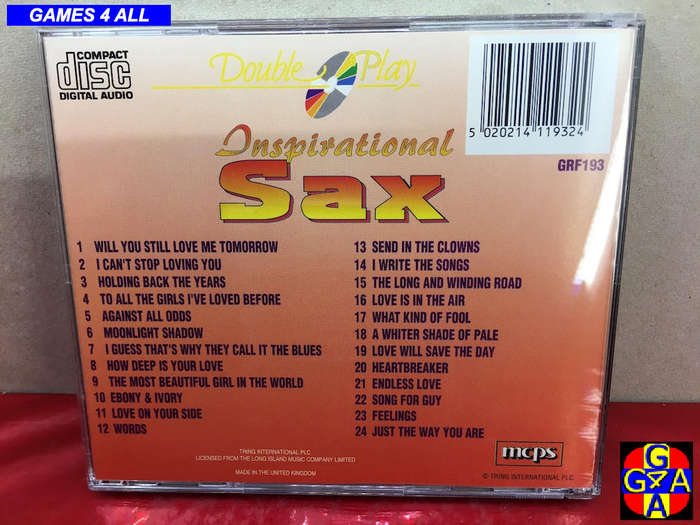 GAMES 4 ALL
COMPACT
disc
DIGITAL AUDIO
Double Play
5 020214 119324
Inspirational
Sax
GRF193
1 WILL YOU STILL LOVE ME TOMORROW
2 I CAN'T STOP LOVING YOU
3 HOLDING BACK THE YEARS
4 TO ALL THE GIRLS I'VE LOVED BEFORE
5 AGAINST ALL ODDS
6 MOONLIGHT SHADOW
7 I GUESS THAT'S WHY THEY CALL IT THE BLUES
8 HOW DEEP IS YOUR LOVE
9 THE MOST BEAUTIFUL GIRL IN THE WORLD
10 EBONY & IVORY
11 LOVE ON YOUR SIDE
12 WORDS
13 SEND IN THE CLOWNS
14 I WRITE THE SONGS
15 THE LONG AND WINDING ROAD
16 LOVE IS IN THE AIR
17 WHAT KIND OF FOOL
18 A WHITER SHADE OF PALE
19 LOVE WILL SAVE THE DAY
20 HEARTBREAKER
21 ENDLESS LOVE
22 SONG FOR GUY
23 FEELINGS
24 JUST THE WAY YOU ARE
TRING INTERNATIONAL PLC
LICENSED FROM THE LONG ISLAND MUSIC COMPANY LIMITED
MADE IN THE UNITED KINGDOM
mcps
© TRING INTERNATIONAL PLC
G
G4A
A